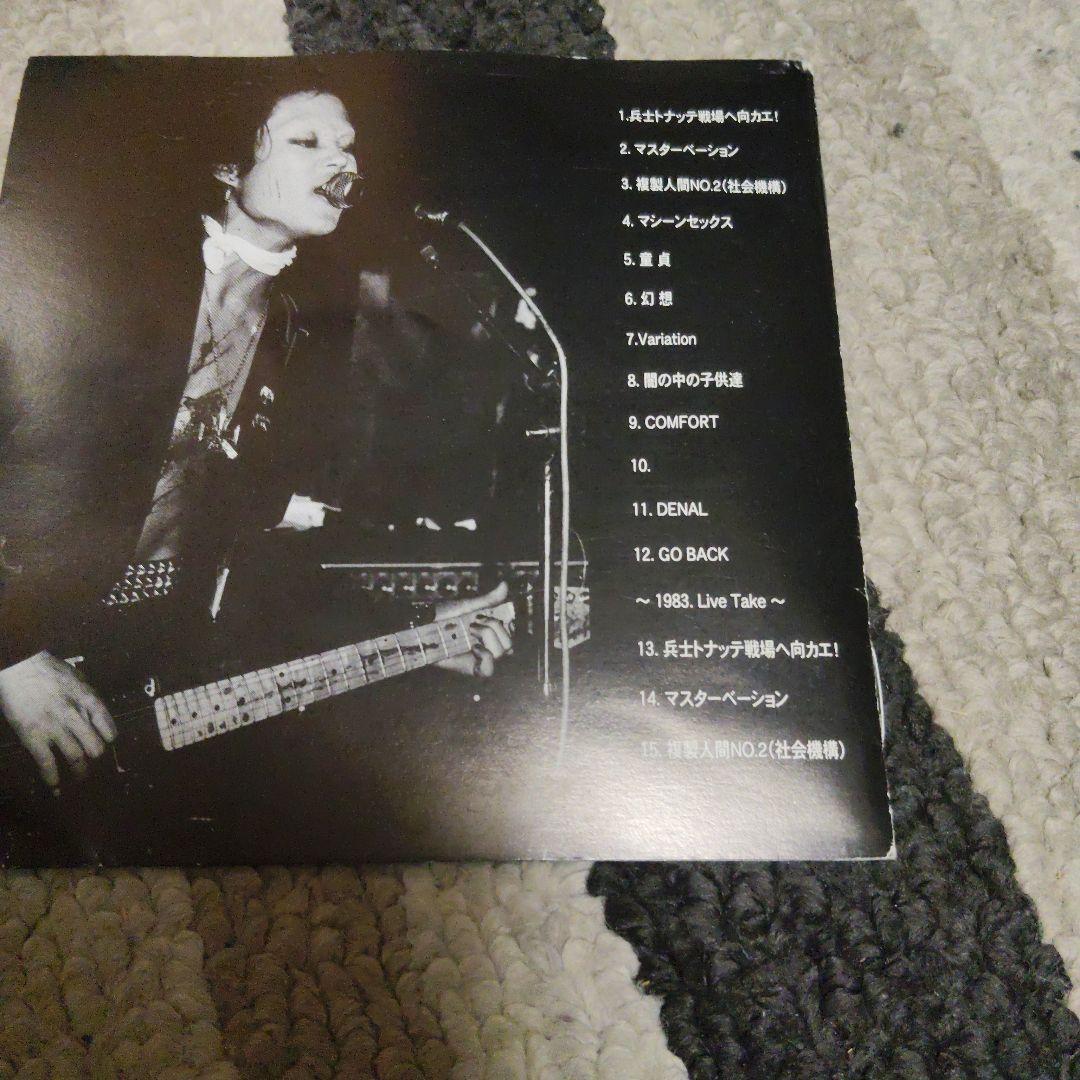 1.兵士トナッテ戦場へ向カエ!
2. マスターベーション
3. 複製人間NO.2(社会機構)
4. マシーンセックス
5. 童 貞
6. 幻 想
7.Variation
8. 闇の中の子供達
9. COMFORT
10.
11. DENAL
12. GO BACK
～ 1983. Live Take ～
13. 兵士トナッテ戦場へ向カエ!
14. マスターベーション
15. 複製人間NO.2(社会機構)